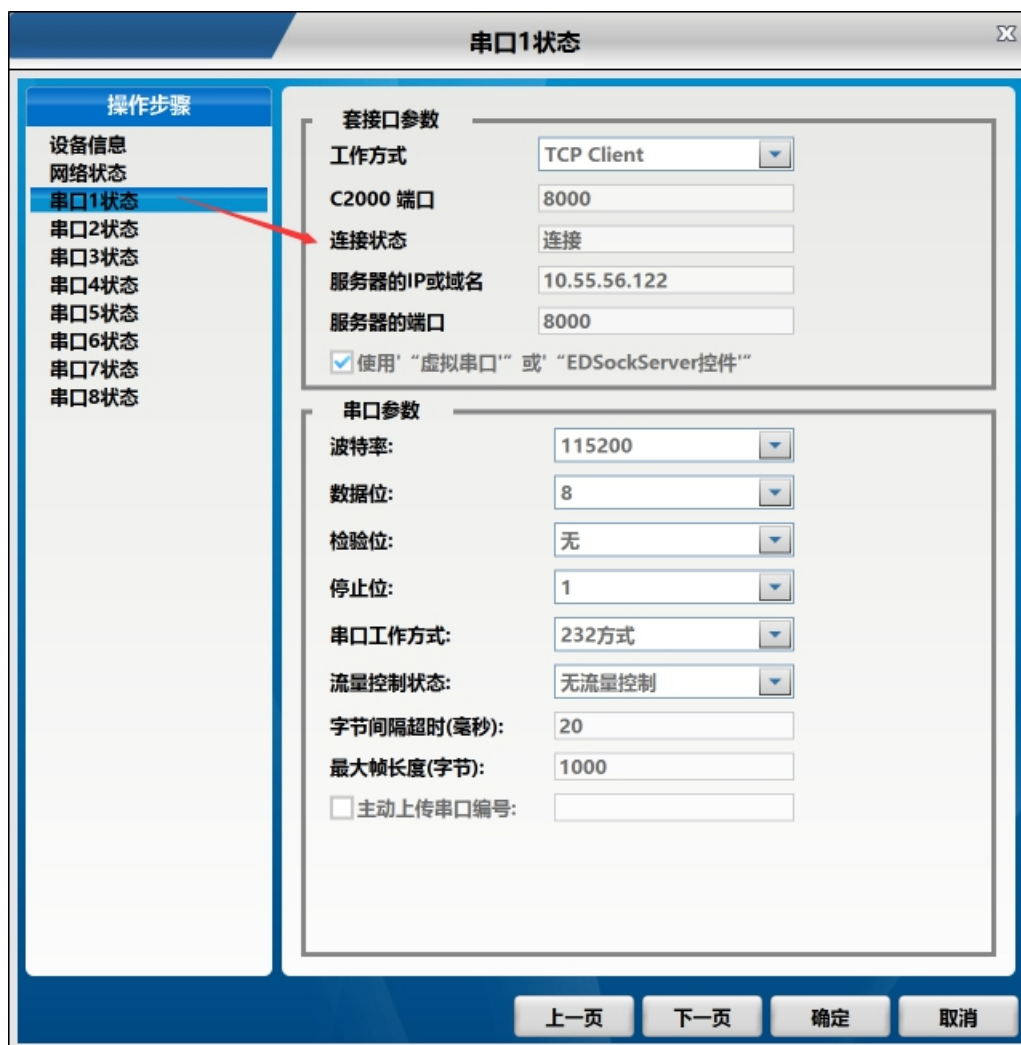 串口1状态
操作步骤
设备信息
网络状态
串口1状态
串口2状态
串口3状态
串口4状态
串口5状态
串口6状态
串口7状态
串口8状态
套接口参数
工作方式 TCP Client
C2000 端口 8000
连接状态 连接
服务器的IP或域名 10.55.56.122
服务器的端口 8000
使用'“虚拟串口'”或'“EDSockServer控件'”
串口参数
波特率: 115200
数据位: 8
检验位: 无
停止位: 1
串口工作方式: 232方式
流量控制状态: 无流量控制
字节间隔超时(毫秒): 20
最大帧长度(字节): 1000
主动上传串口编号:
上一页 下一页 确定 取消